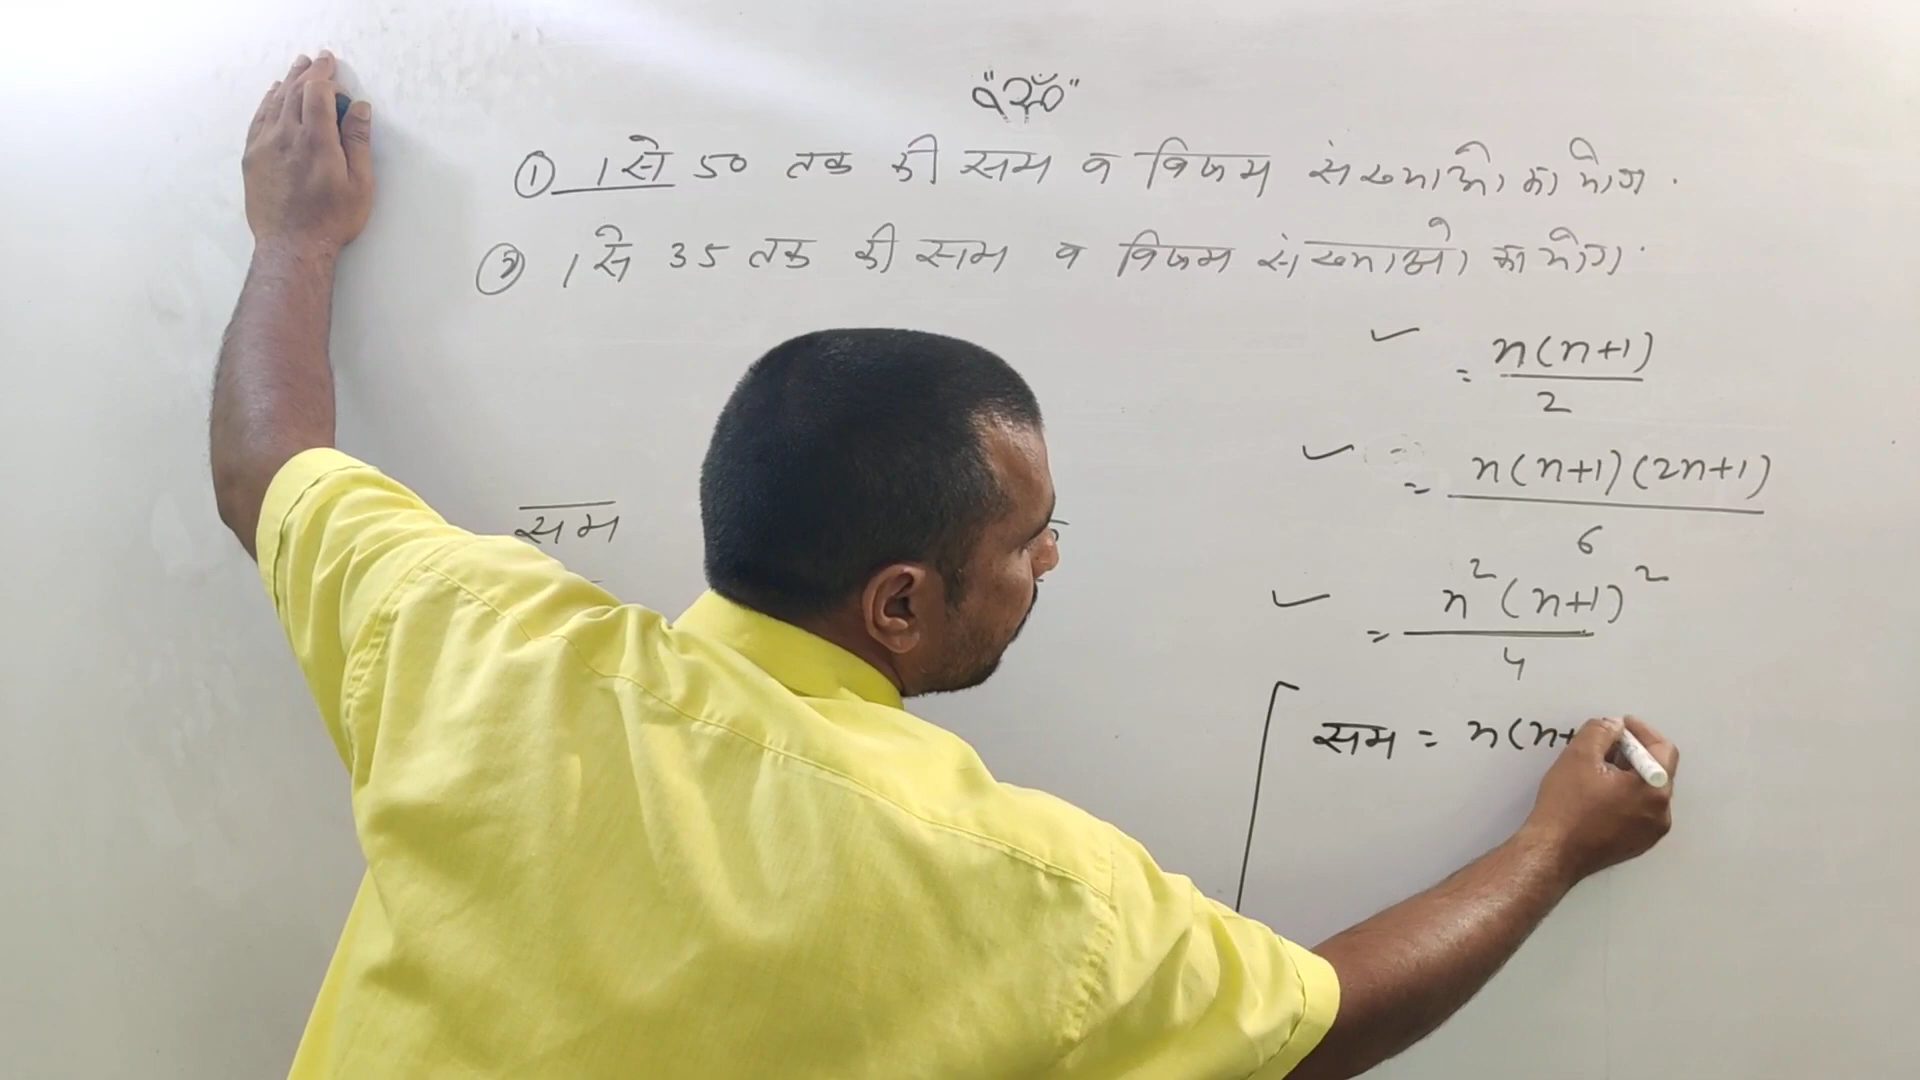 "ॐ"
① 1 से 50 तक की सम व विषम संख्याओं का योग.
② 1 से 35 तक की सम व विषम संख्याओं का योग.
✓ = n(n+1)/2
✓ = n(n+1)(2n+1)/6
सम
✓ = n²(n+1)²/4
सम = n(n+